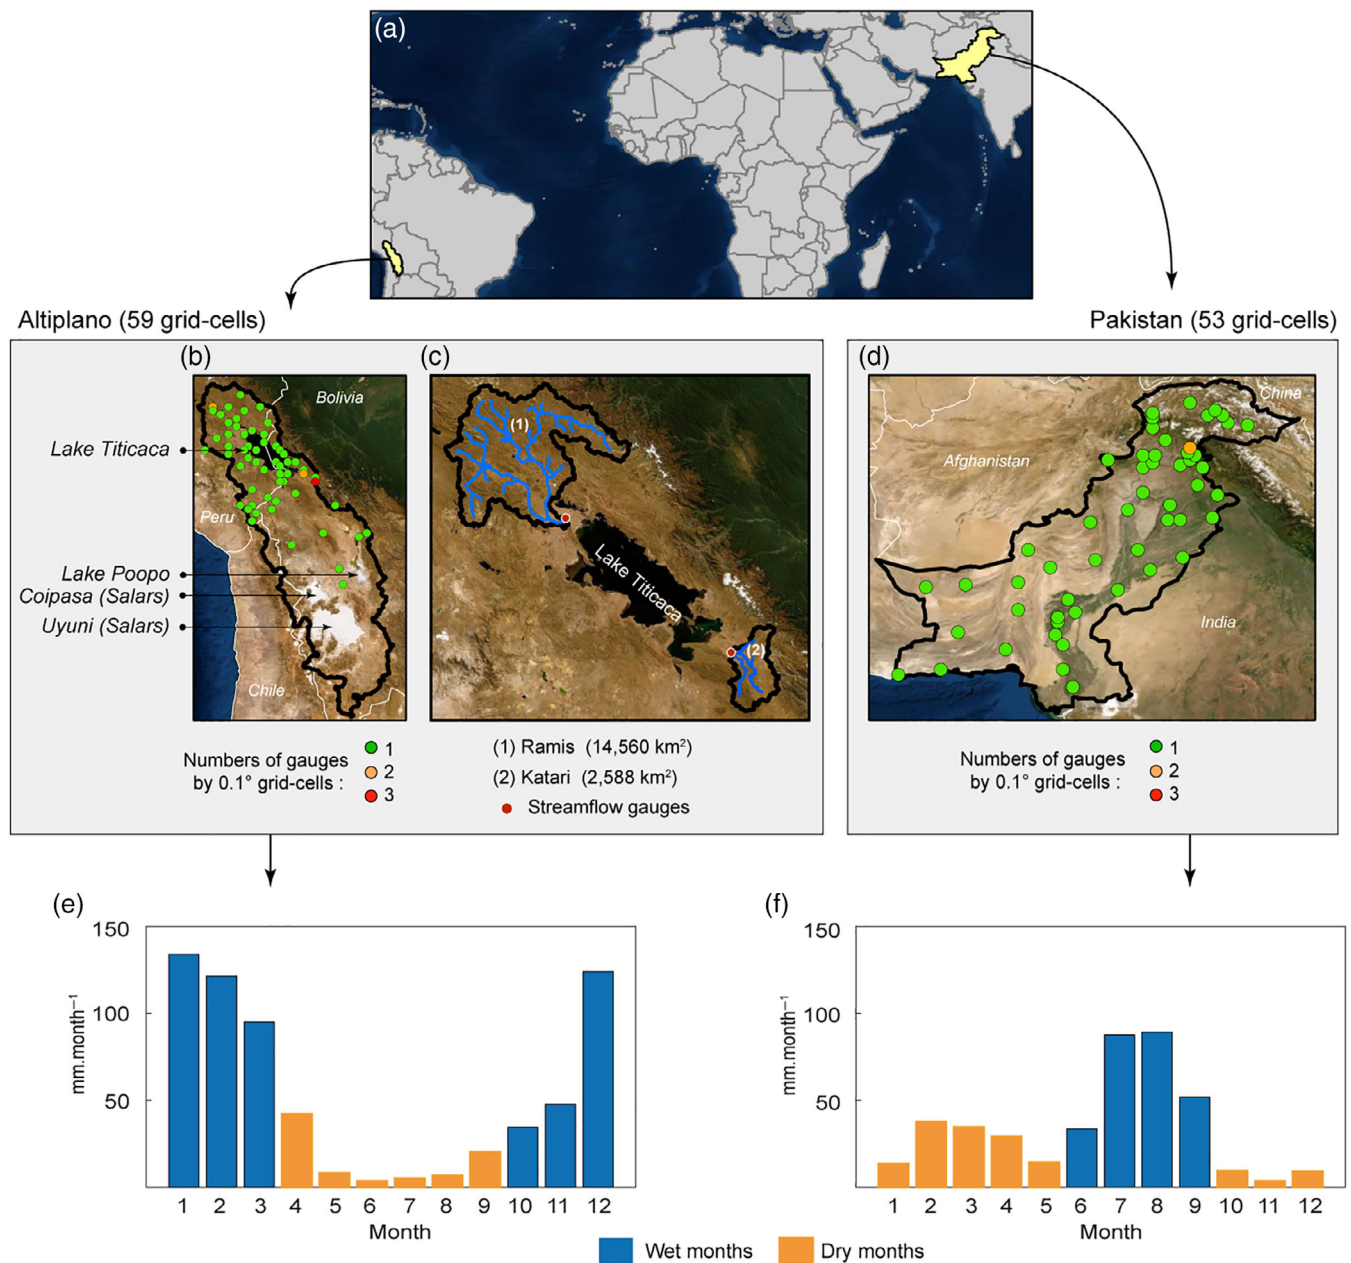 (a)
Altiplano (59 grid-cells)
Pakistan (53 grid-cells)
(b)
(c)
(d)
Bolivia
Lake Titicaca
Peru
Lake Poopo
Coipasa (Salars)
Uyuni (Salars)
Chile
(1)
Lake Titicaca
(2)
China
Afghanistan
India
Numbers of gauges
by 0.1° grid-cells :
1
2
3
(1) Ramis (14,560 km²)
(2) Katari (2,588 km²)
Streamflow gauges
Numbers of gauges
by 0.1° grid-cells :
1
2
3
(e)
150
100
50
mm.month⁻¹
1 2 3 4 5 6 7 8 9 10 11 12
Month
(f)
150
100
50
mm.month⁻¹
1 2 3 4 5 6 7 8 9 10 11 12
Month
Wet months
Dry months